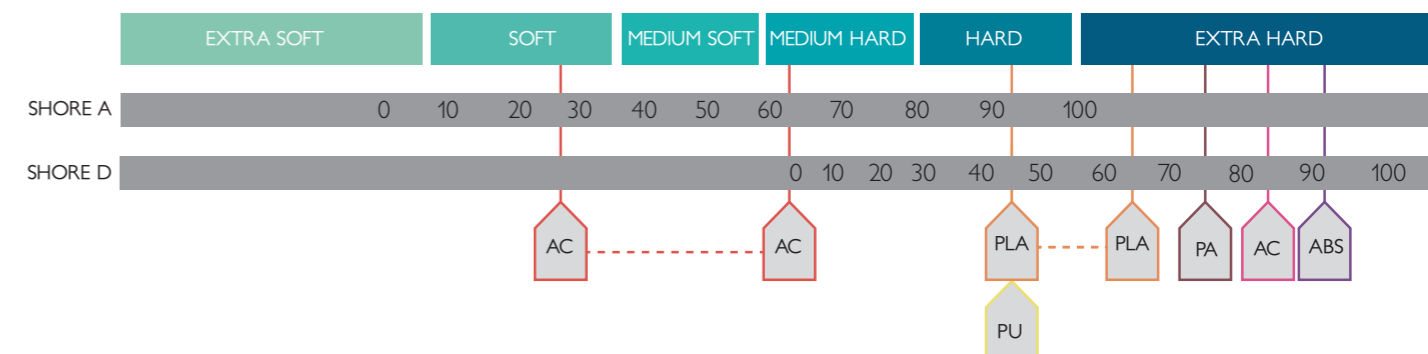 EXTRA SOFT SOFT MEDIUM SOFT MEDIUM HARD HARD EXTRA HARD
SHORE A 0 10 20 30 40 50 60 70 80 90 100
SHORE D 0 10 20 30 40 50 60 70 80 90 100
AC AC PLA PLA PA AC ABS
PU